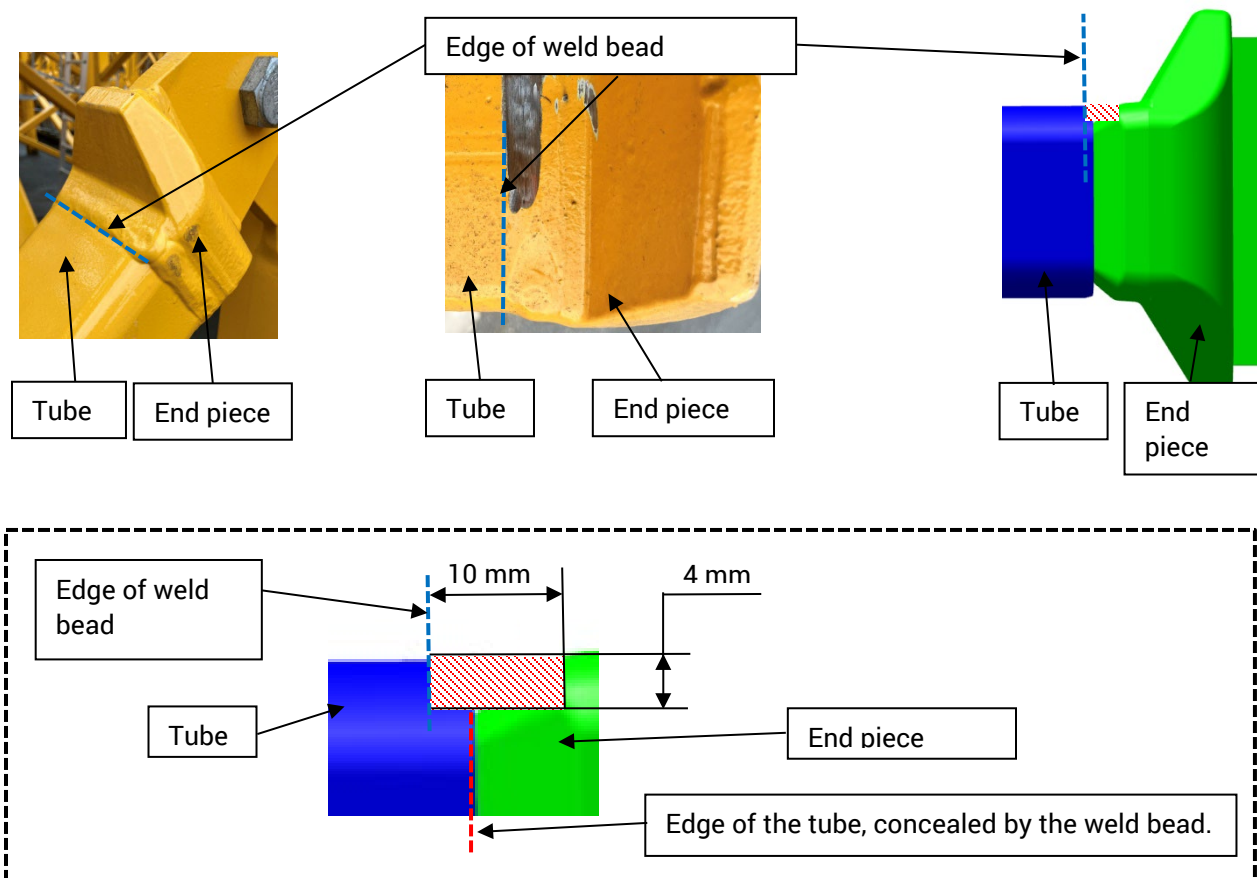 Edge of weld bead
Tube
End piece
Tube
End piece
Tube
End
piece
Edge of weld
bead
10 mm
4 mm
Tube
End piece
Edge of the tube, concealed by the weld bead.